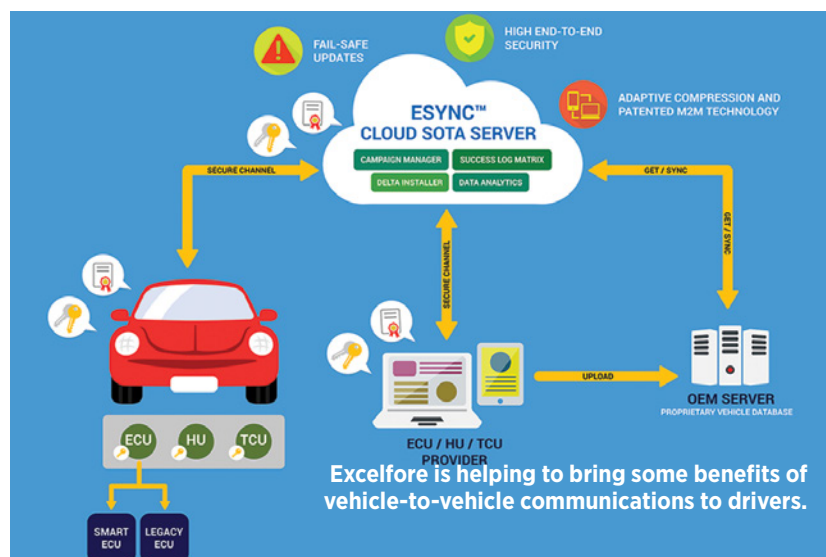 FAIL-SAFE
UPDATES
HIGH END-TO-END
SECURITY
ADAPTIVE COMPRESSION AND
PATENTED M2M TECHNOLOGY
ESYNC™
CLOUD SOTA SERVER
CAMPAIGN MANAGER
SUCCESS LOG MATRIX
DELTA INSTALLER
DATA ANALYTICS
SECURE CHANNEL
GET / SYNC
SECURE CHANNEL
GET / SYNC
UPLOAD
OEM SERVER
PROPRIETARY VEHICLE DATABASE
ECU
HU
TCU
ECU / HU / TCU
PROVIDER
SMART
ECU
LEGACY
ECU
Excelfore is helping to bring some benefits of
vehicle-to-vehicle communications to drivers.